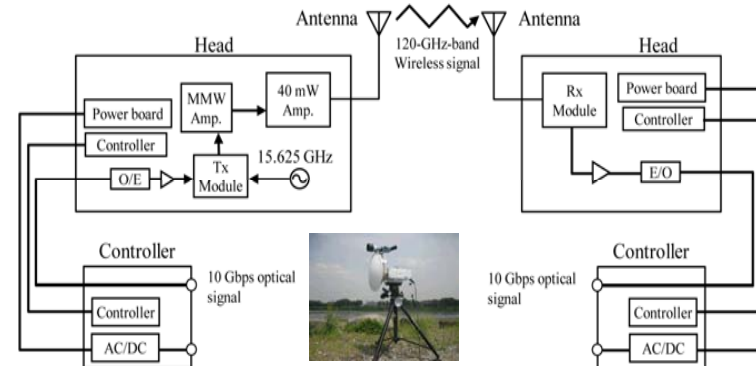 Antenna
120-GHz-band
Wireless signal
Antenna
Head
Power board
Controller
O/E
MMW
Amp.
40 mW
Amp.
Tx
Module
15.625 GHz
Head
Rx
Module
Power board
Controller
E/O
Controller
10 Gbps optical
signal
Controller
AC/DC
Controller
10 Gbps optical
signal
Controller
AC/DC